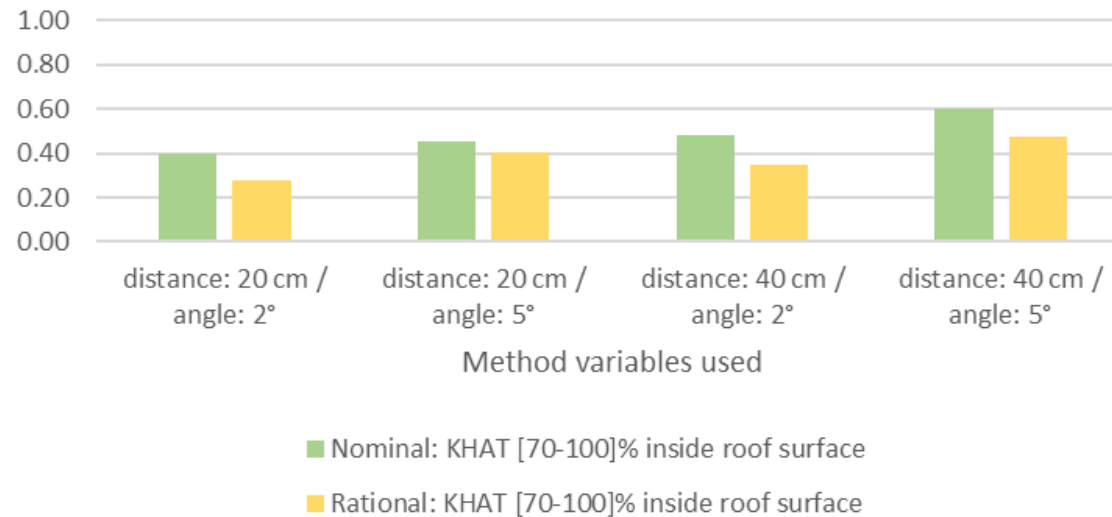 1.00
0.80
0.60
0.40
0.20
0.00
distance: 20 cm / distance: 20 cm / distance: 40 cm / distance: 40 cm /
angle: 2° angle: 5° angle: 2° angle: 5°
Method variables used
Nominal: KHAT [70-100]% inside roof surface
Rational: KHAT [70-100]% inside roof surface